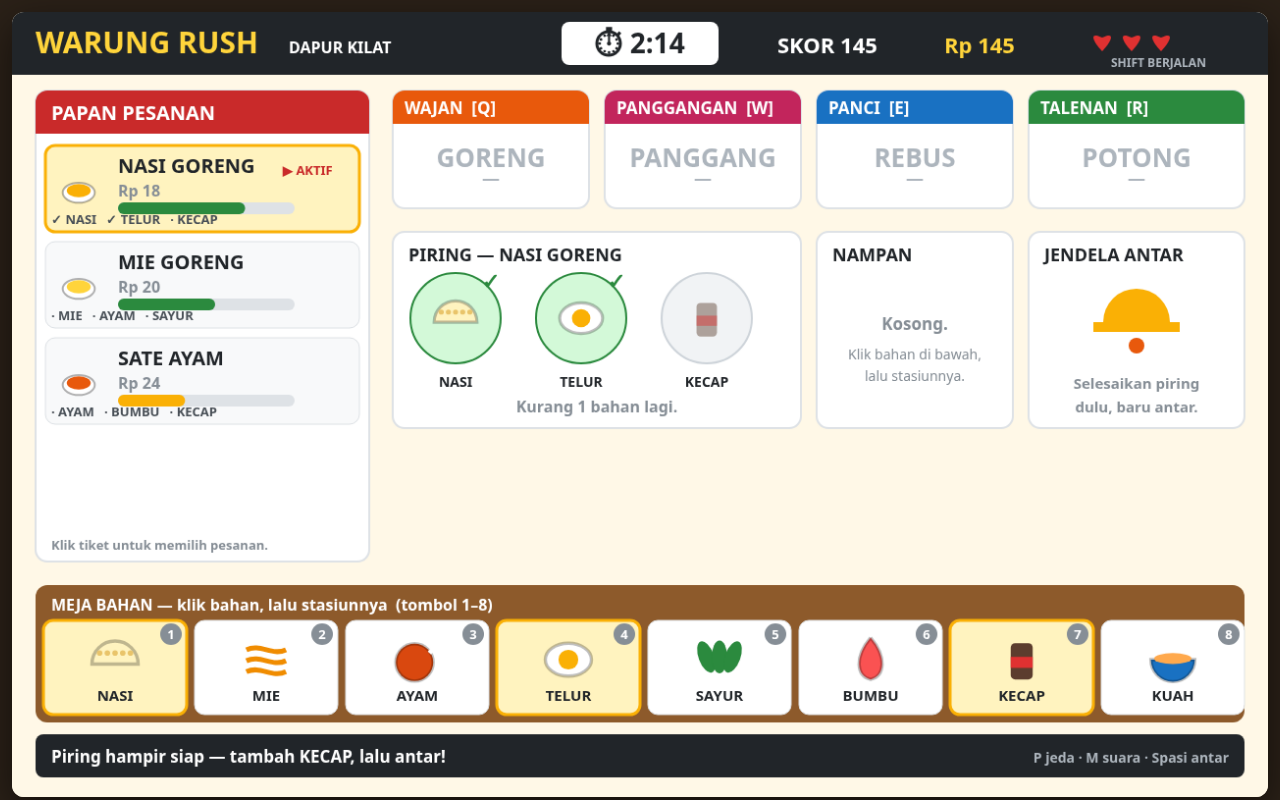 WARUNG RUSH DAPUR KILAT ⏱ 2:14 SKOR 145 Rp 145
SHIFT BERJALAN
PAPAN PESANAN
NASI GORENG ▶ AKTIF
Rp 18
✓ NASI ✓ TELUR · KECAP
MIE GORENG
Rp 20
· MIE · AYAM · SAYUR
SATE AYAM
Rp 24
· AYAM · BUMBU · KECAP
Klik tiket untuk memilih pesanan.
WAJAN [Q]
GORENG
—
PANGGANGAN [W]
PANGGANG
—
PANCI [E]
REBUS
—
TALENAN [R]
POTONG
—
PIRING — NASI GORENG
✓ ✓
NASI TELUR KECAP
Kurang 1 bahan lagi.
NAMPAN
Kosong.
Klik bahan di bawah,
lalu stasiunnya.
JENDELA ANTAR
Selesaikan piring
dulu, baru antar.
MEJA BAHAN — klik bahan, lalu stasiunnya (tombol 1–8)
1 2 3 4 5 6 7 8
NASI MIE AYAM TELUR SAYUR BUMBU KECAP KUAH
Piring hampir siap — tambah KECAP, lalu antar!
P jeda · M suara · Spasi antar